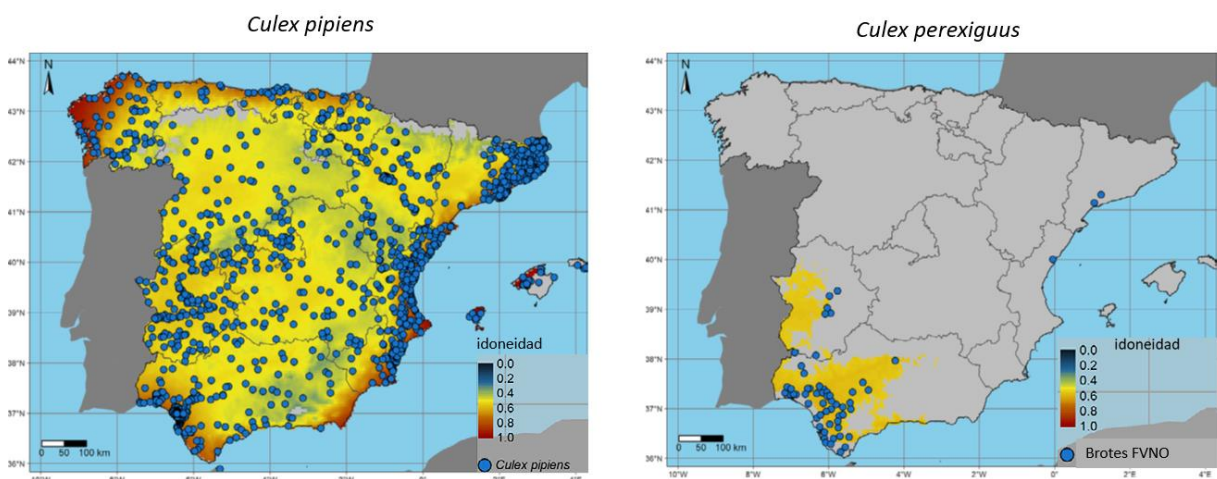 Culex pipiens
Culex perexiguus
44°N
43°N
42°N
41°N
40°N
39°N
38°N
37°N
36°N
N
idoneidad
0.0
0.2
0.4
0.6
0.8
1.0
0 50 100 km
Culex pipiens
44°N
43°N
42°N
41°N
40°N
39°N
38°N
37°N
36°N
N
idoneidad
0.0
0.2
0.4
0.6
0.8
1.0
0 50 100 km
Brotes FVNO
10°W 8°W 6°W 4°W 2°W 0° 2°E 4°E